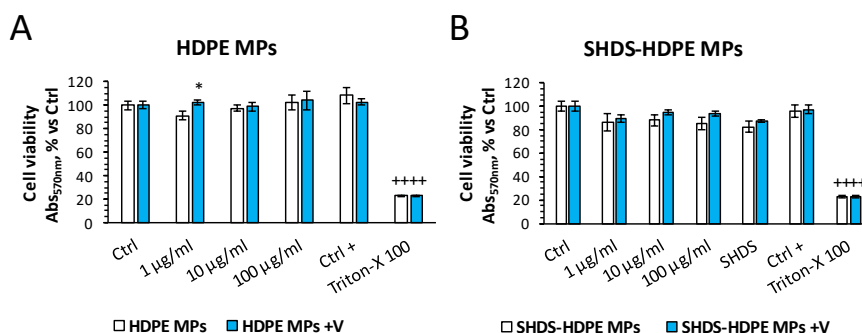 A
HDPE MPs
Cell viability
Abs570nm, % vs Ctrl
120
100
80
60
40
20
0
*
++++
Ctrl
1 µg/ml
10 µg/ml
100 µg/ml
Ctrl +
Triton-X 100
HDPE MPs
HDPE MPs +V
B
SHDS-HDPE MPs
Cell viability
Abs570nm, % vs Ctrl
120
100
80
60
40
20
0
++++
Ctrl
1 µg/ml
10 µg/ml
100 µg/ml
SHDS
Ctrl +
Triton-X 100
SHDS-HDPE MPs
SHDS-HDPE MPs +V